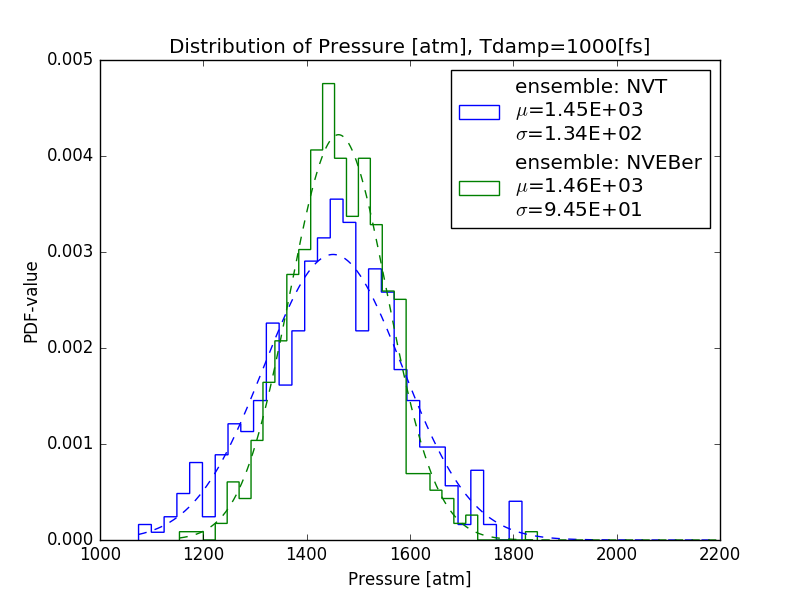 Distribution of Pressure [atm], Tdamp=1000[fs]
0.005
0.004
0.003
0.002
0.001
0.000
PDF-value
ensemble: NVT
μ=1.45E+03
σ=1.34E+02
ensemble: NVEBer
μ=1.46E+03
σ=9.45E+01
1000 1200 1400 1600 1800 2000 2200
Pressure [atm]